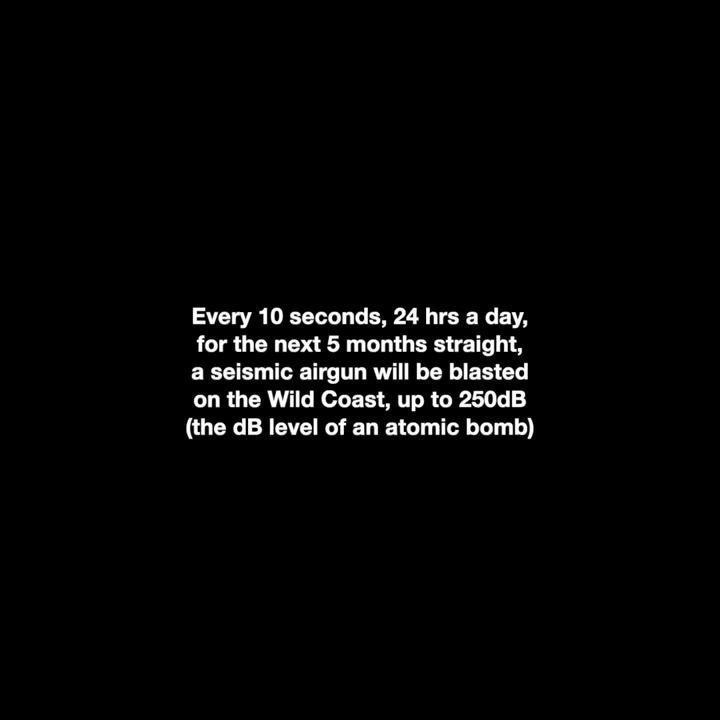 Every 10 seconds, 24 hrs a day,
for the next 5 months straight,
a seismic airgun will be blasted
on the Wild Coast, up to 250dB
(the dB level of an atomic bomb)